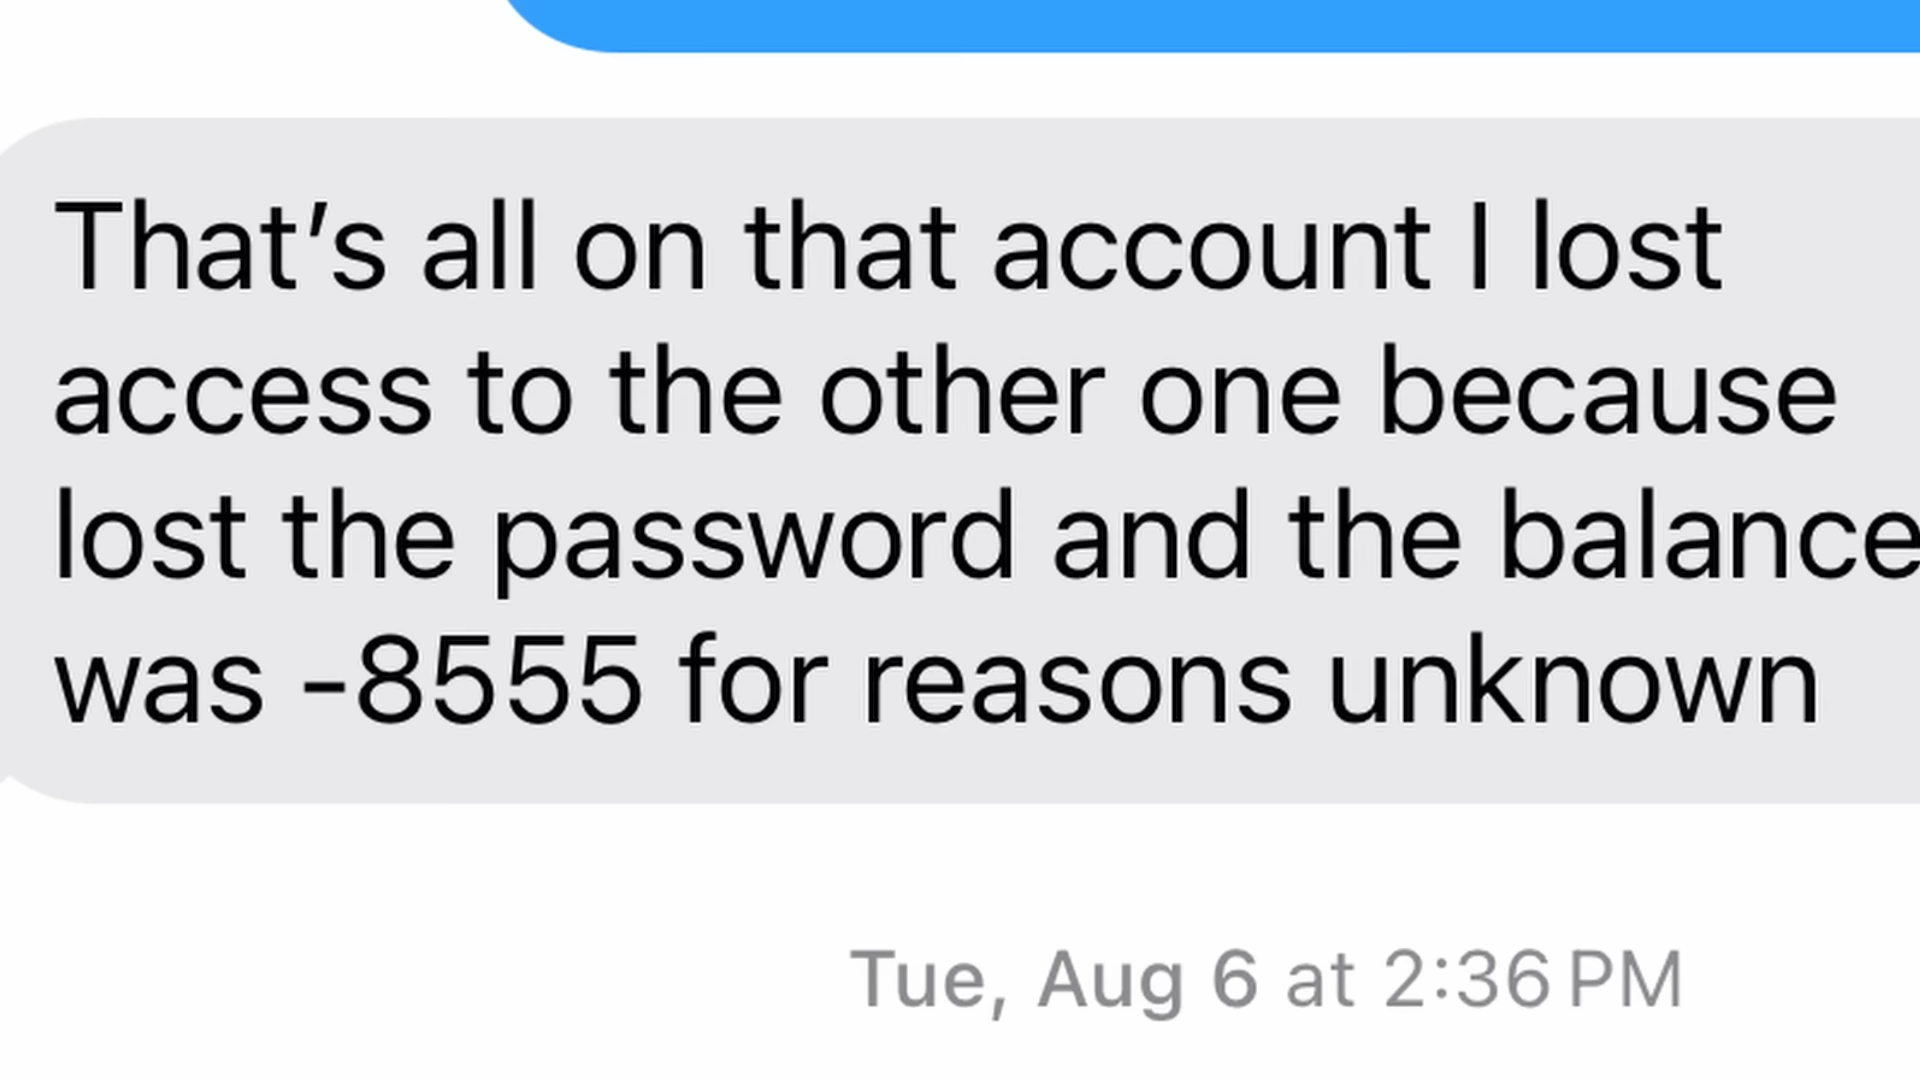 That’s all on that account I lost
access to the other one because
lost the password and the balance
was -8555 for reasons unknown
Tue, Aug 6 at 2:36 PM